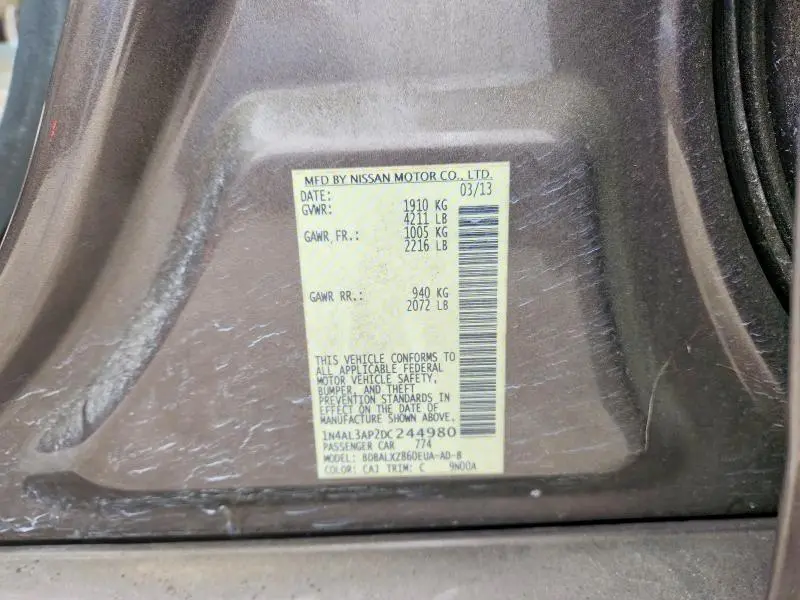 MFD BY NISSAN MOTOR CO., LTD.
DATE: 03/13
GVWR: 1910 KG
4211 LB
GAWR FR.: 1005 KG
2216 LB
GAWR RR.: 940 KG
2072 LB
THIS VEHICLE CONFORMS TO
ALL APPLICABLE FEDERAL
MOTOR VEHICLE SAFETY,
BUMPER, AND THEFT
PREVENTION STANDARDS IN
EFFECT ON THE DATE OF
MANUFACTURE SHOWN ABOVE.
1N4AL3AP2DC244980
PASSENGER CAR 774
MODEL: BDBALXZB60EUA-AD-B
COLOR: CAJ TRIM: C 9N00A